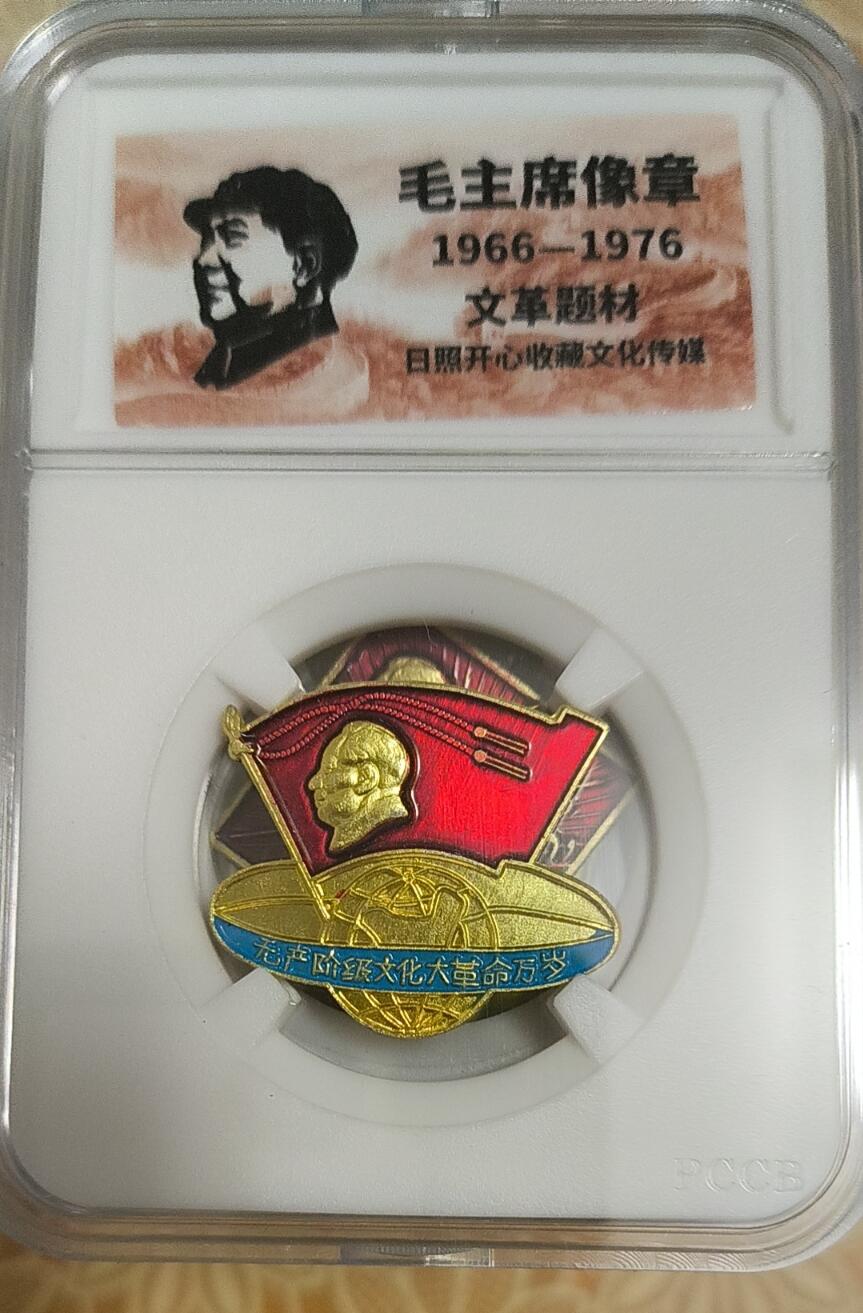 毛主席像章
1966—1976
文革题材
日照开心收藏文化传媒
无产阶级文化大革命万岁
PCCB